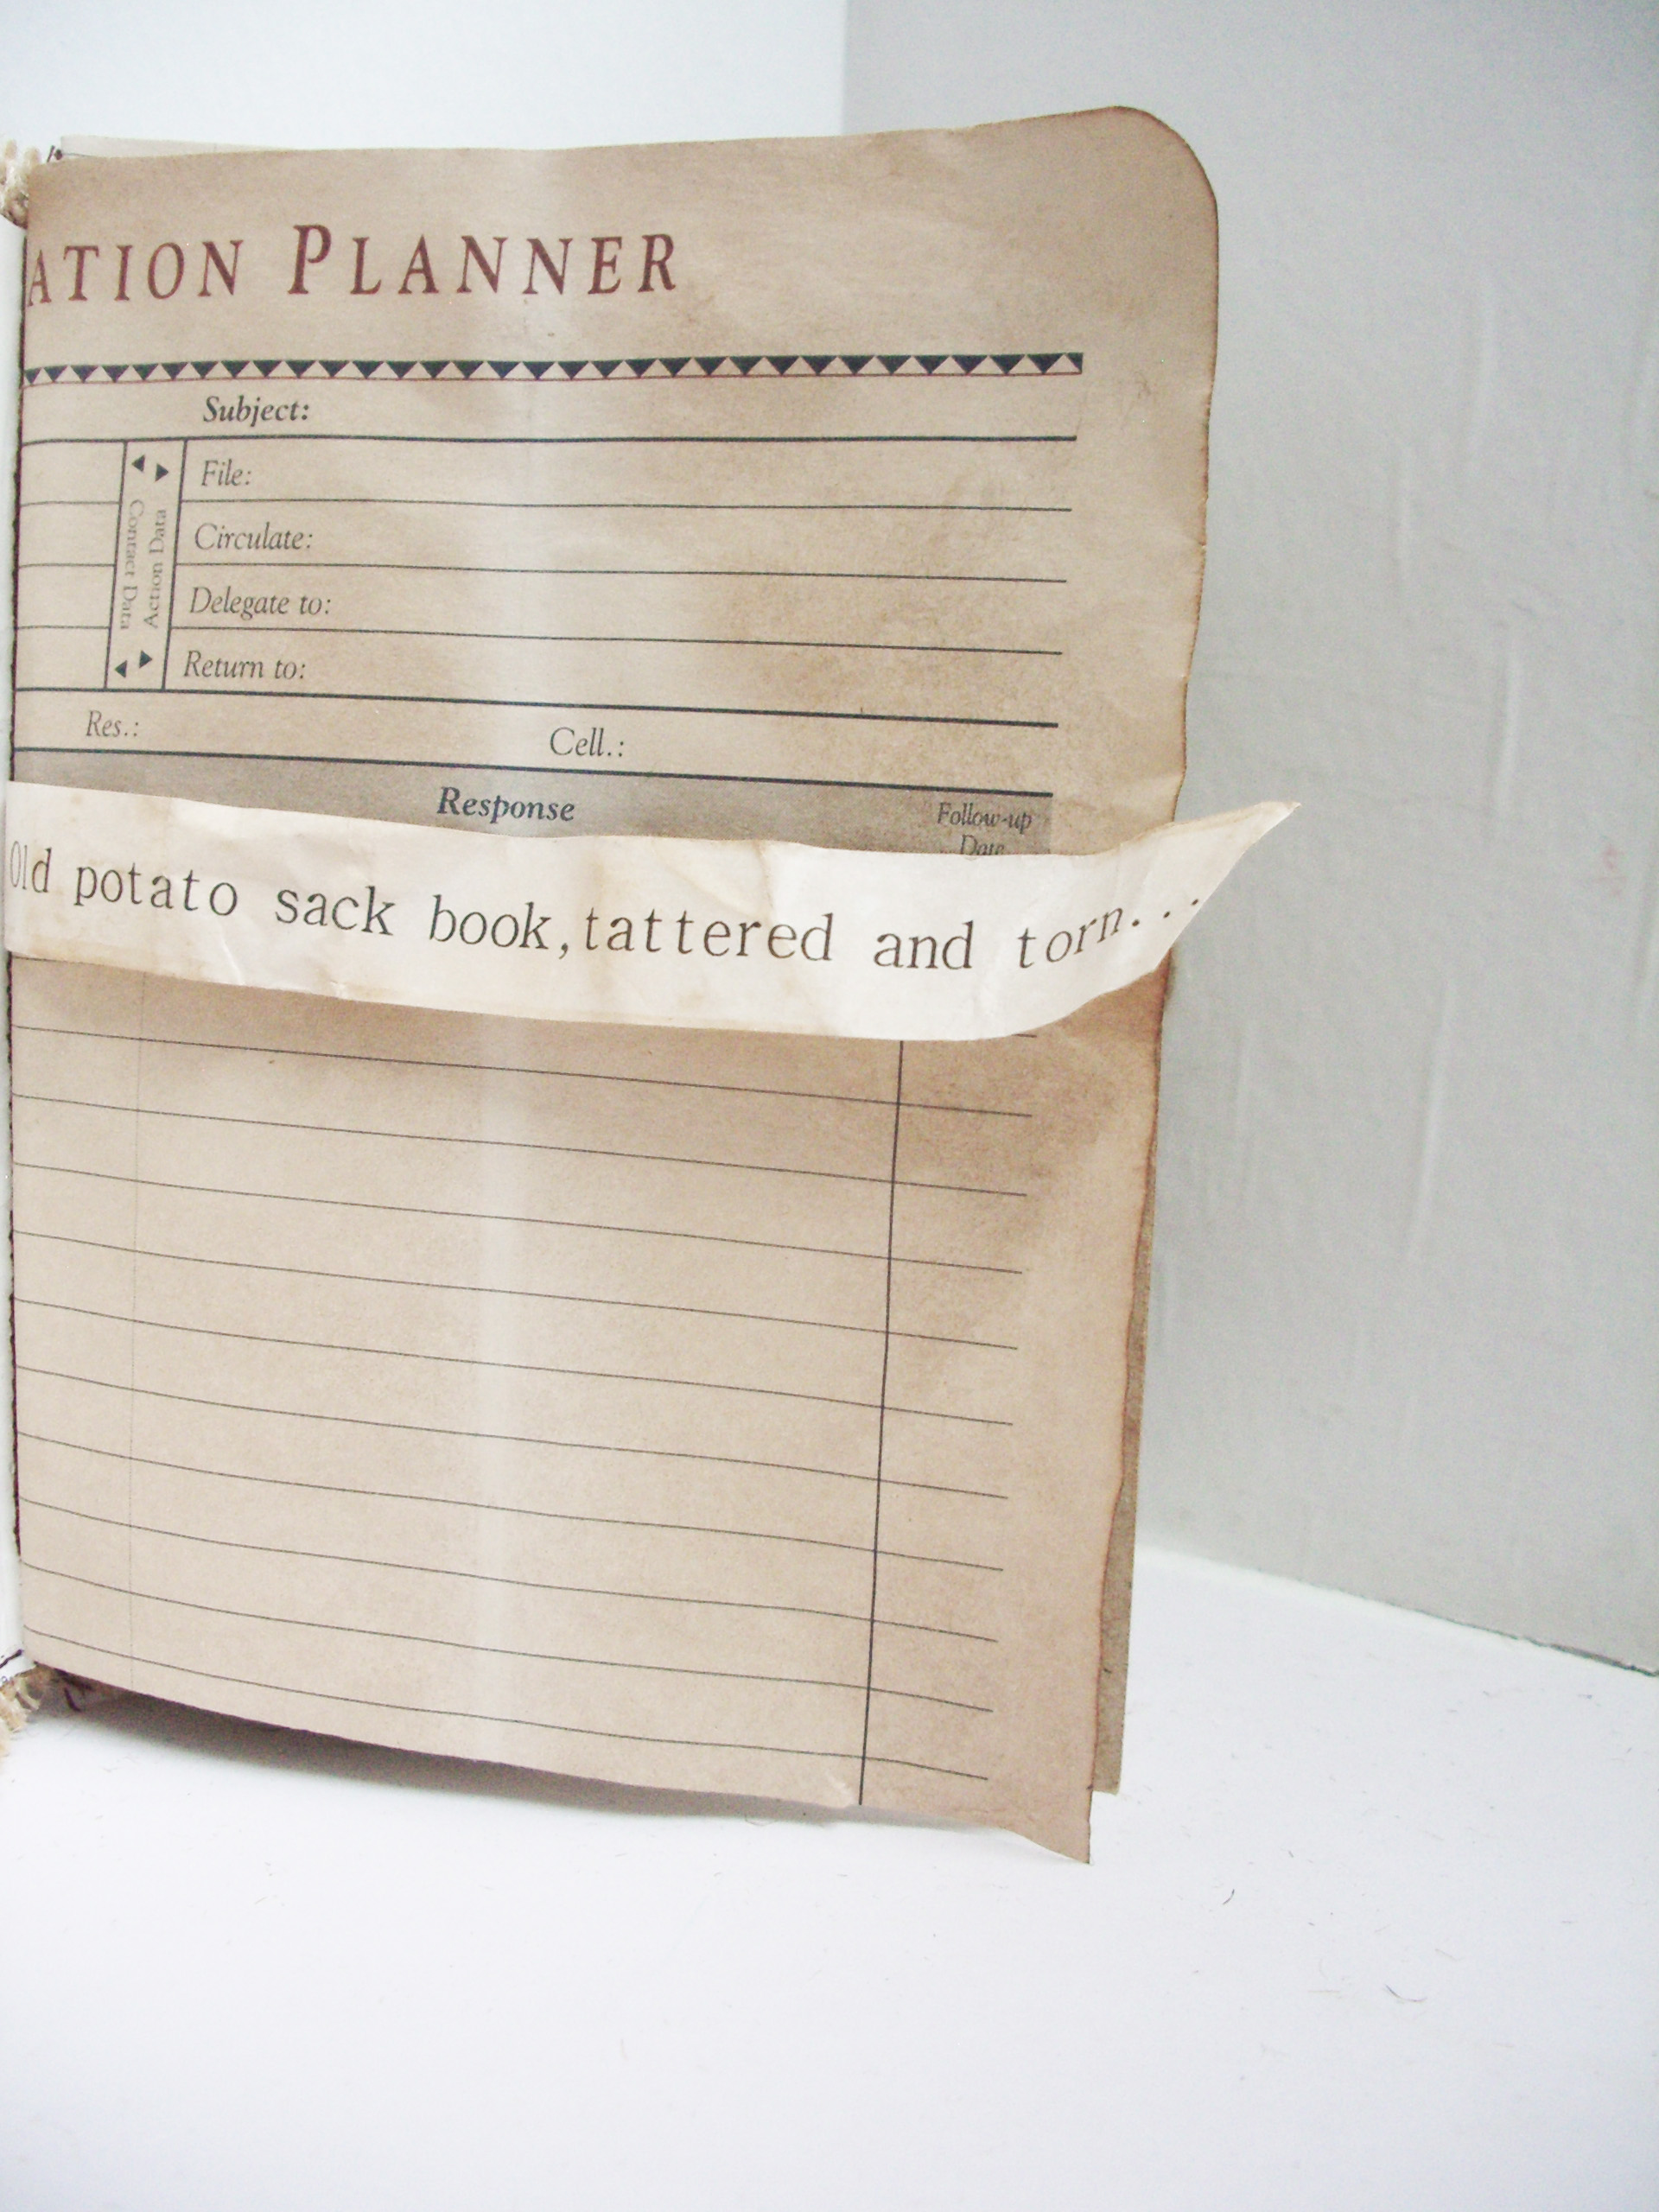 ATION PLANNER
Subject:
File:
Circulate:
Delegate to:
Return to:
Contact Data
Action Data
Res.: Cell.:
Response
Follow-up
Date
Old potato sack book, tattered and torn...